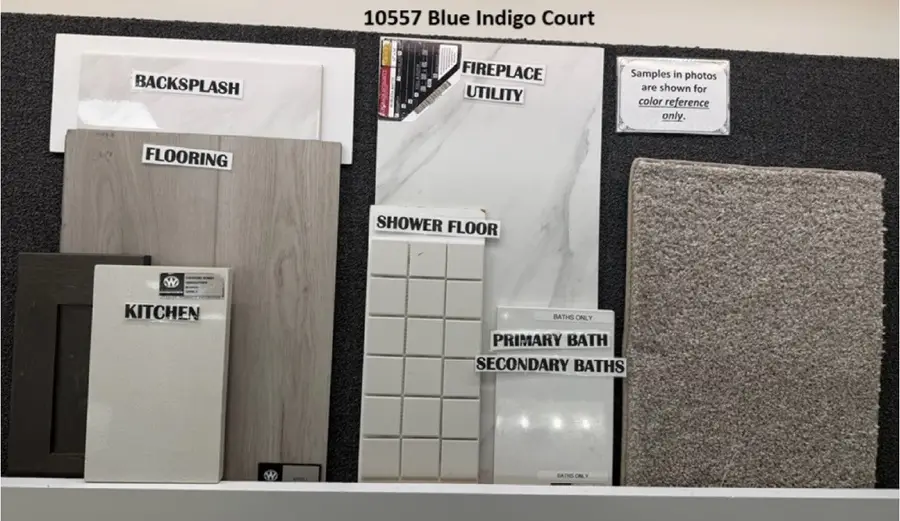 10557 Blue Indigo Court
BACKSPLASH
FIREPLACE
UTILITY
Samples in photos
are shown for
color reference
only.
FLOORING
SHOWER FLOOR
KITCHEN
BATHS ONLY
PRIMARY BATH
SECONDARY BATHS
BATHS ONLY